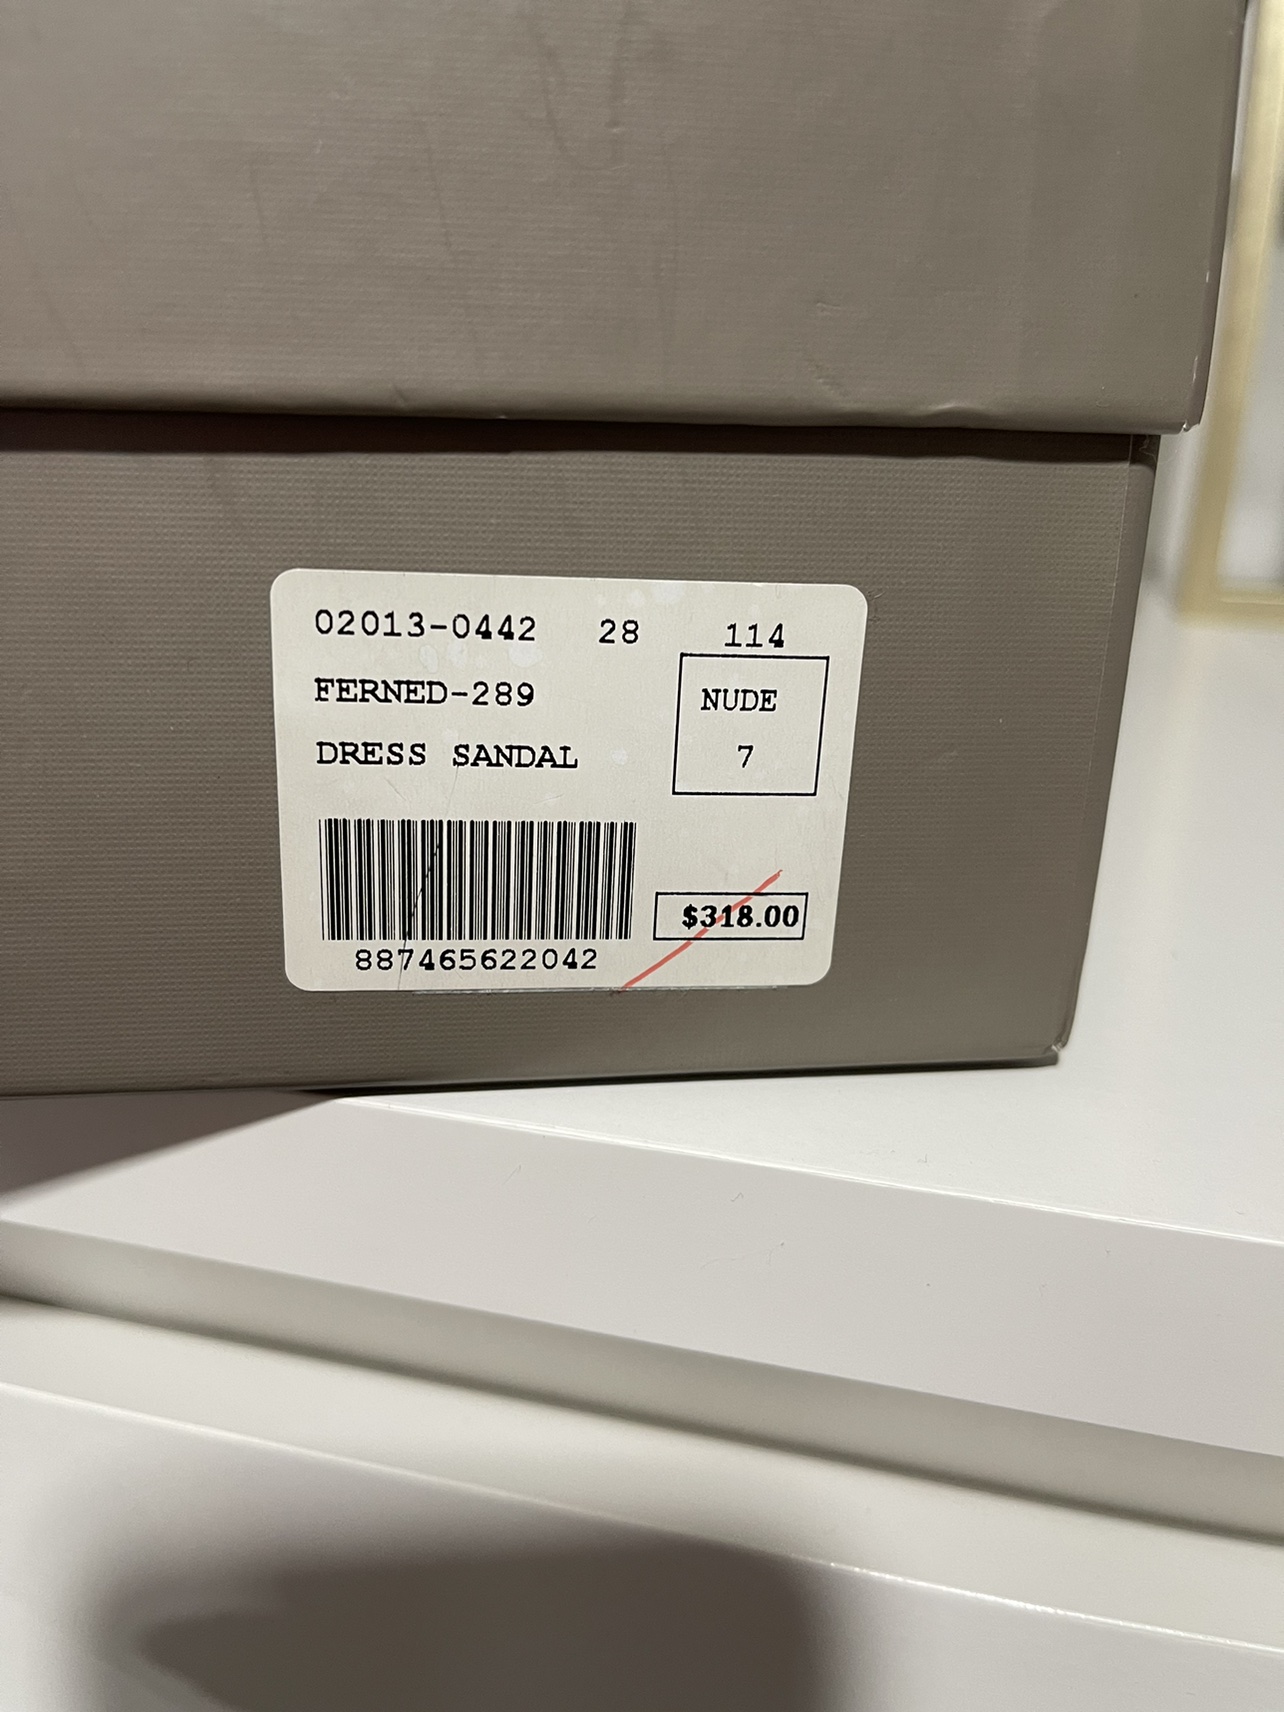 02013-0442 28 114
FERNED-289
NUDE
DRESS SANDAL
7
$318.00
887465622042